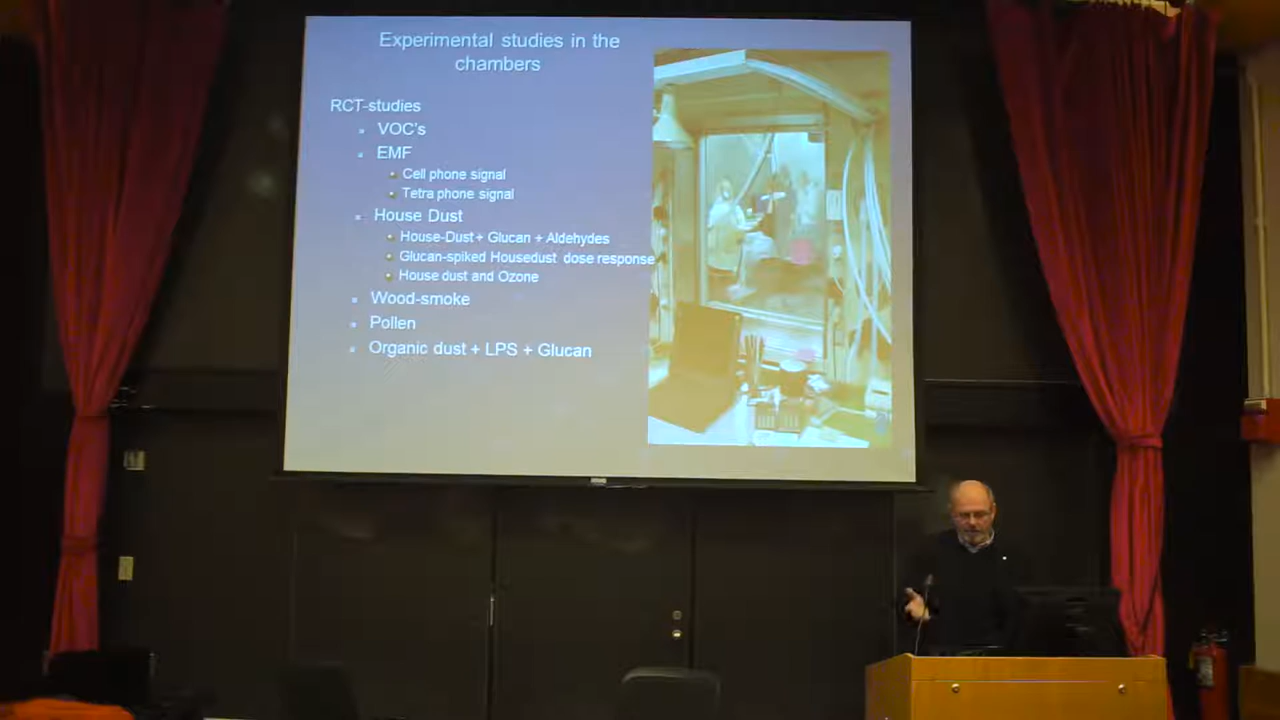 Experimental studies in the
chambers
RCT-studies
VOC's
EMF
Cell phone signal
Tetra phone signal
House Dust
House-Dust + Glucan + Aldehydes
Glucan-spiked Housedust dose response
House dust and Ozone
Wood-smoke
Pollen
Organic dust + LPS + Glucan